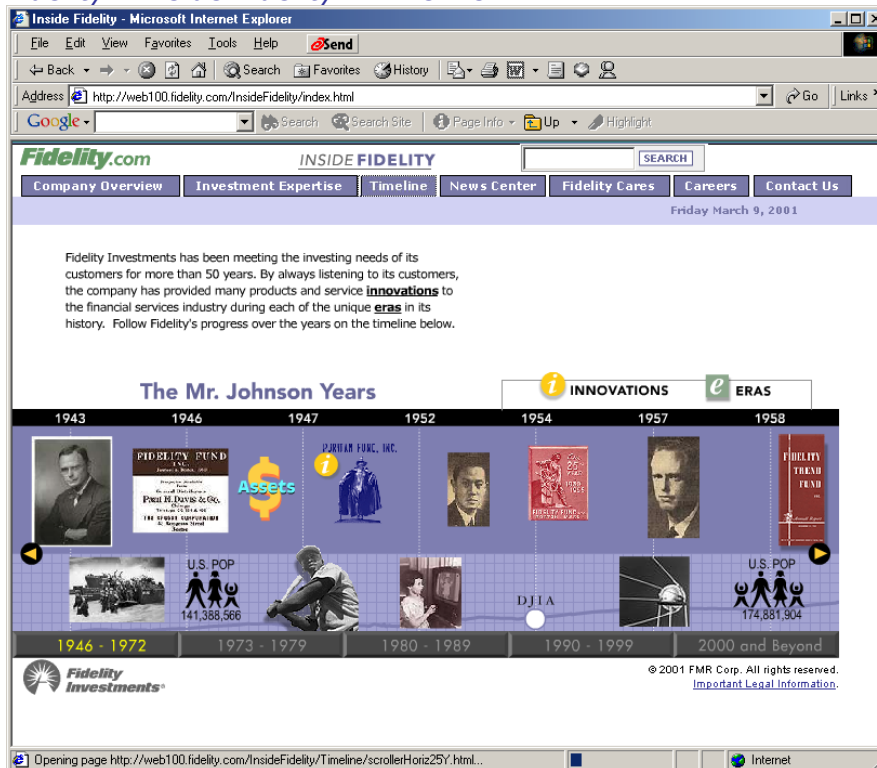 Inside Fidelity - Microsoft Internet Explorer
File Edit View Favorites Tools Help eSend
Back Search Favorites History
Address http://web100.fidelity.com/InsideFidelity/index.html Go Links
Google Search Search Site Page Info Up Highlight
Fidelity.com INSIDE FIDELITY SEARCH
Company Overview Investment Expertise Timeline News Center Fidelity Cares Careers Contact Us
Friday March 9, 2001
Fidelity Investments has been meeting the investing needs of its
customers for more than 50 years. By always listening to its customers,
the company has provided many products and service innovations to
the financial services industry during each of the unique eras in its
history. Follow Fidelity's progress over the years on the timeline below.
The Mr. Johnson Years i INNOVATIONS e ERAS
1943 1946 1947 1952 1954 1957 1958
FIDELITY FUND
INC.
PAUL H. DAVIS & CO.
Assets
i
PURITAN FUND, INC.
25th
FIDELITY
TREND
FUND
U.S. POP
141,388,566
DJIA
U.S. POP
174,881,904
1946 - 1972 1973 - 1979 1980 - 1989 1990 - 1999 2000 and Beyond
Fidelity
Investments
© 2001 FMR Corp. All rights reserved.
Important Legal Information.
Opening page http://web100.fidelity.com/InsideFidelity/Timeline/scrollerHoriz25Y.html... Internet